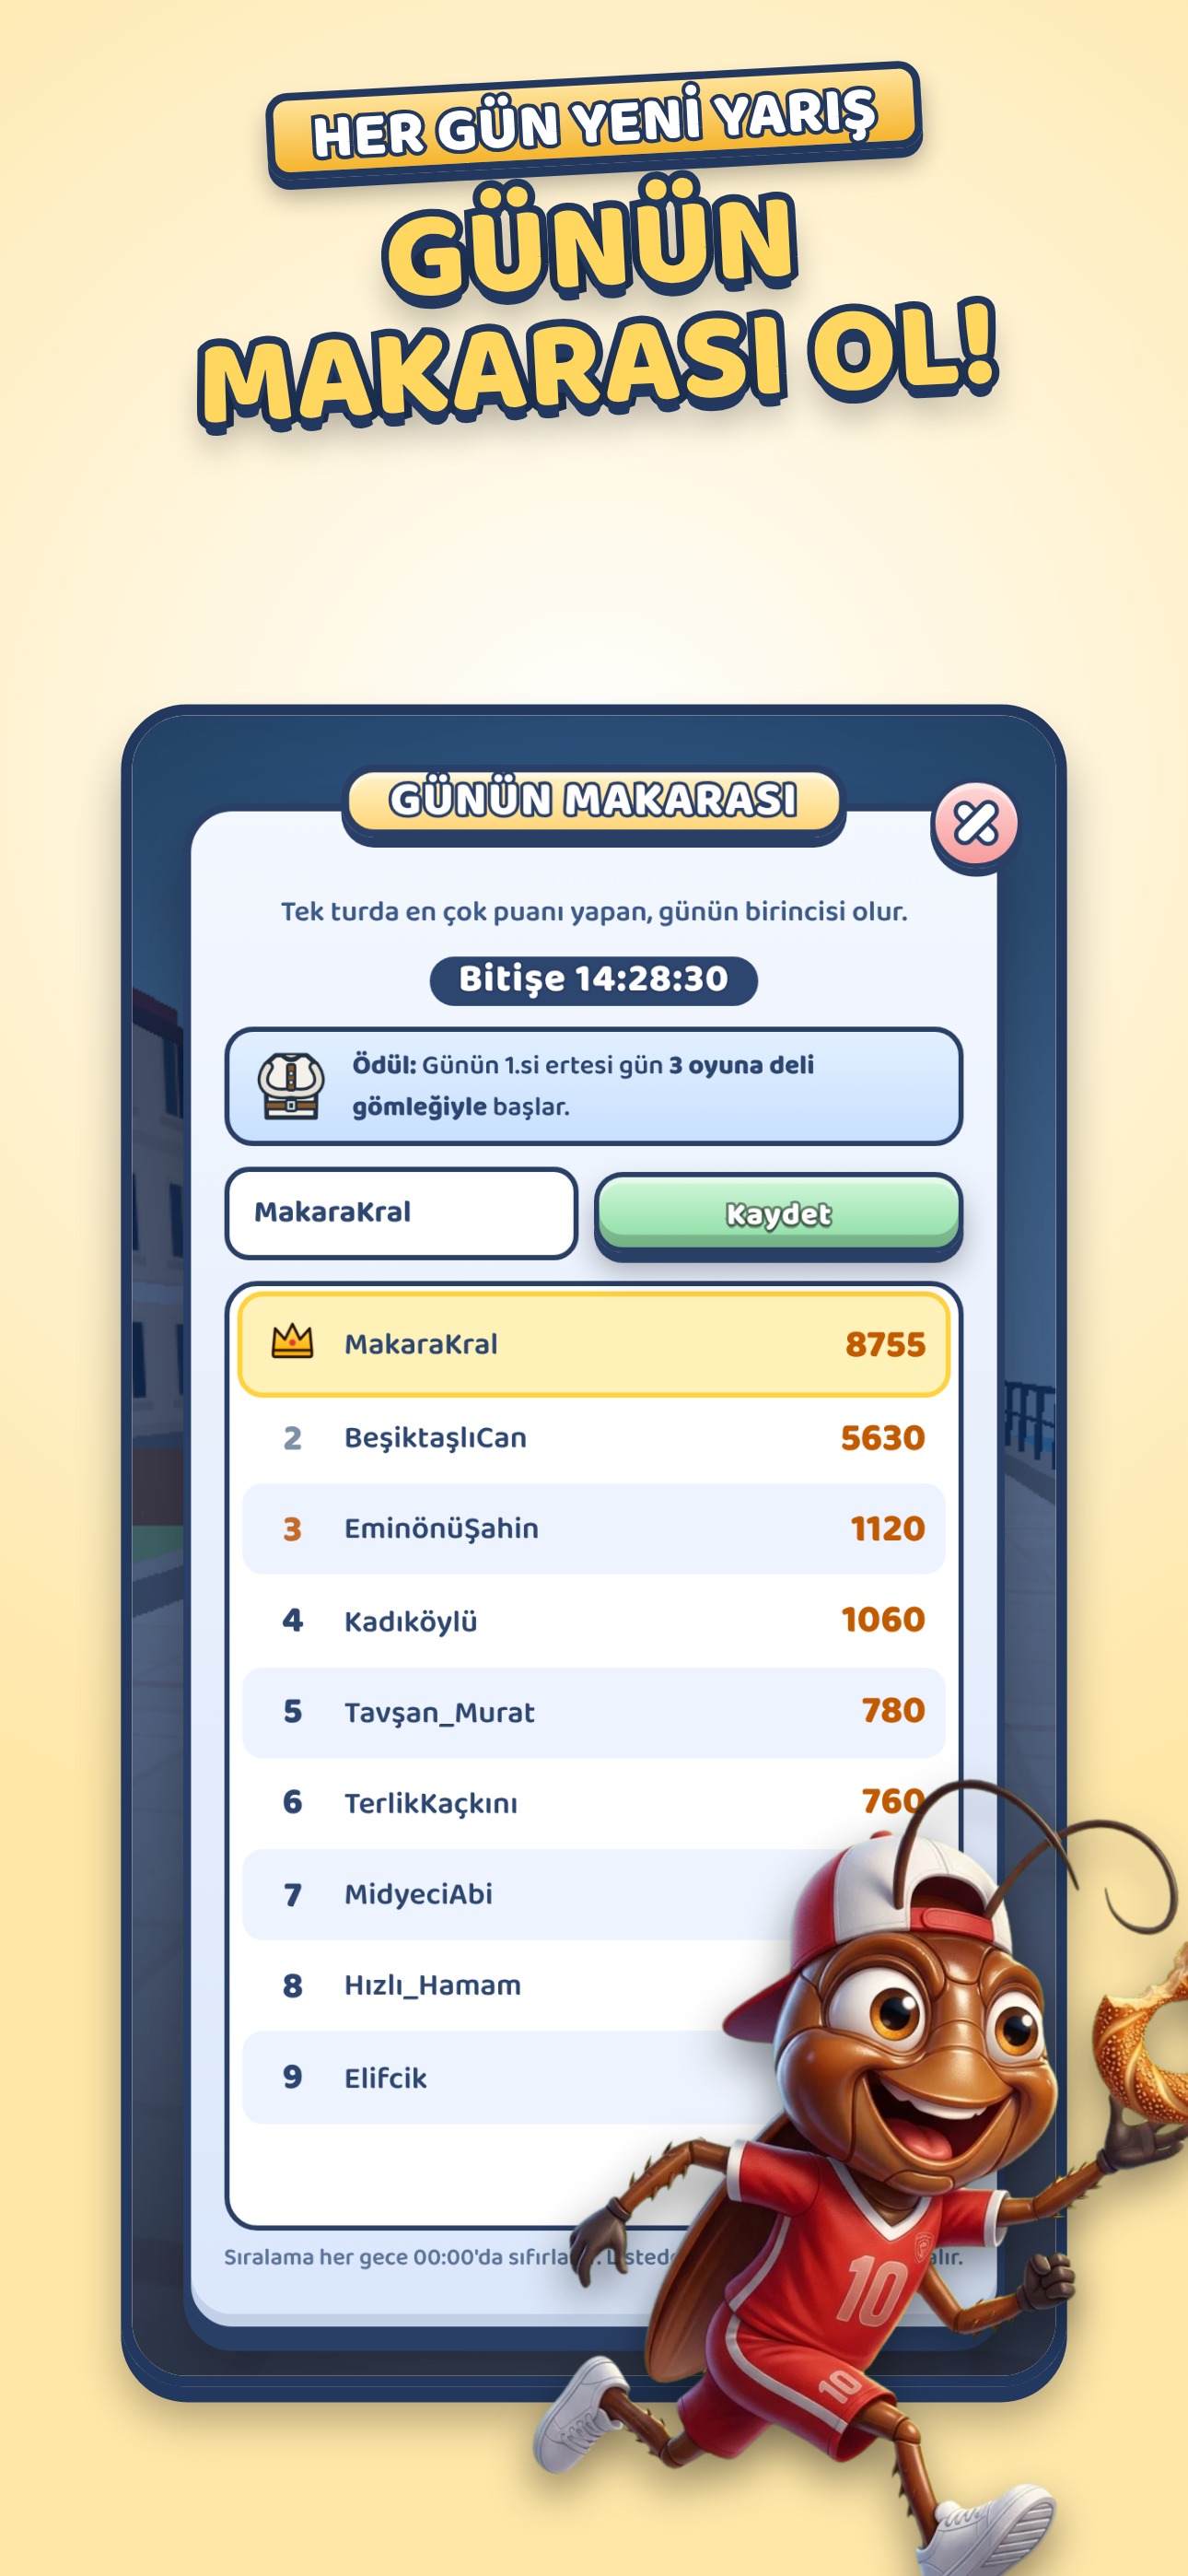 HER GÜN YENİ YARIŞ
GÜNÜN
MAKARASI OL!
GÜNÜN MAKARASI
Tek turda en çok puanı yapan, günün birincisi olur.
Bitişe 14:28:30
Ödül: Günün 1.si ertesi gün 3 oyuna deli
gömleğiyle başlar.
MakaraKral
Kaydet
MakaraKral 8755
2 BeşiktaşlıCan 5630
3 EminönüŞahin 1120
4 Kadıköylü 1060
5 Tavşan_Murat 780
6 TerlikKaçkını 760
7 MidyeciAbi
8 Hızlı_Hamam
9 Elifcik
Sıralama her gece 00:00'da
10
10